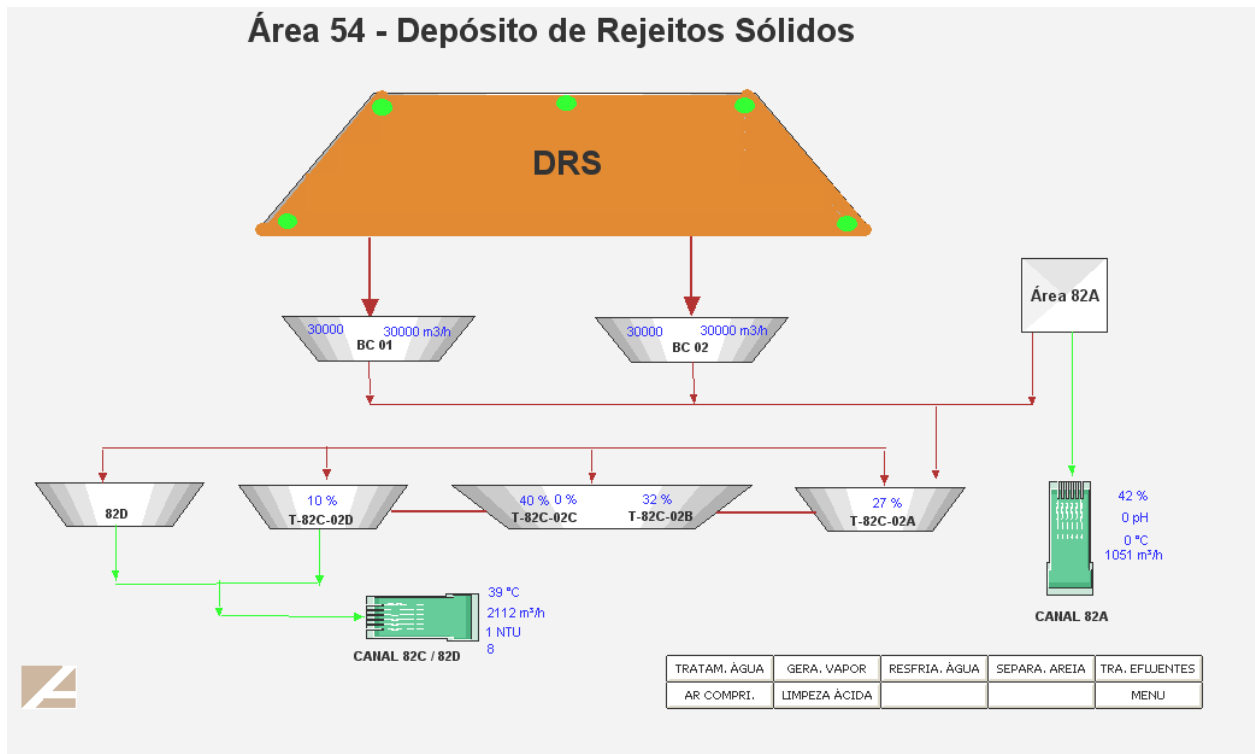 Área 54 - Depósito de Rejeitos Sólidos
DRS
Área 82A
30000 30000 m3/h
BC 01
30000 30000 m3/h
BC 02
82D
10 %
T-82C-02D
40 % 0 %
T-82C-02C
32 %
T-82C-02B
27 %
T-82C-02A
42 %
0 pH
0 °C
1051 m³/h
CANAL 82A
39 °C
2112 m³/h
1 NTU
8
CANAL 82C / 82D
TRATAM. ÀGUA GERA. VAPOR RESFRIA. ÀGUA SEPARA. AREIA TRA. EFLUENTES
AR COMPRI. LIMPEZA ÀCIDA MENU